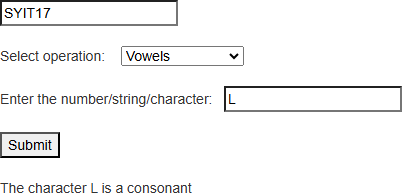 SYIT17
Select operation: Vowels
Enter the number/string/character: L
Submit
The character L is a consonant